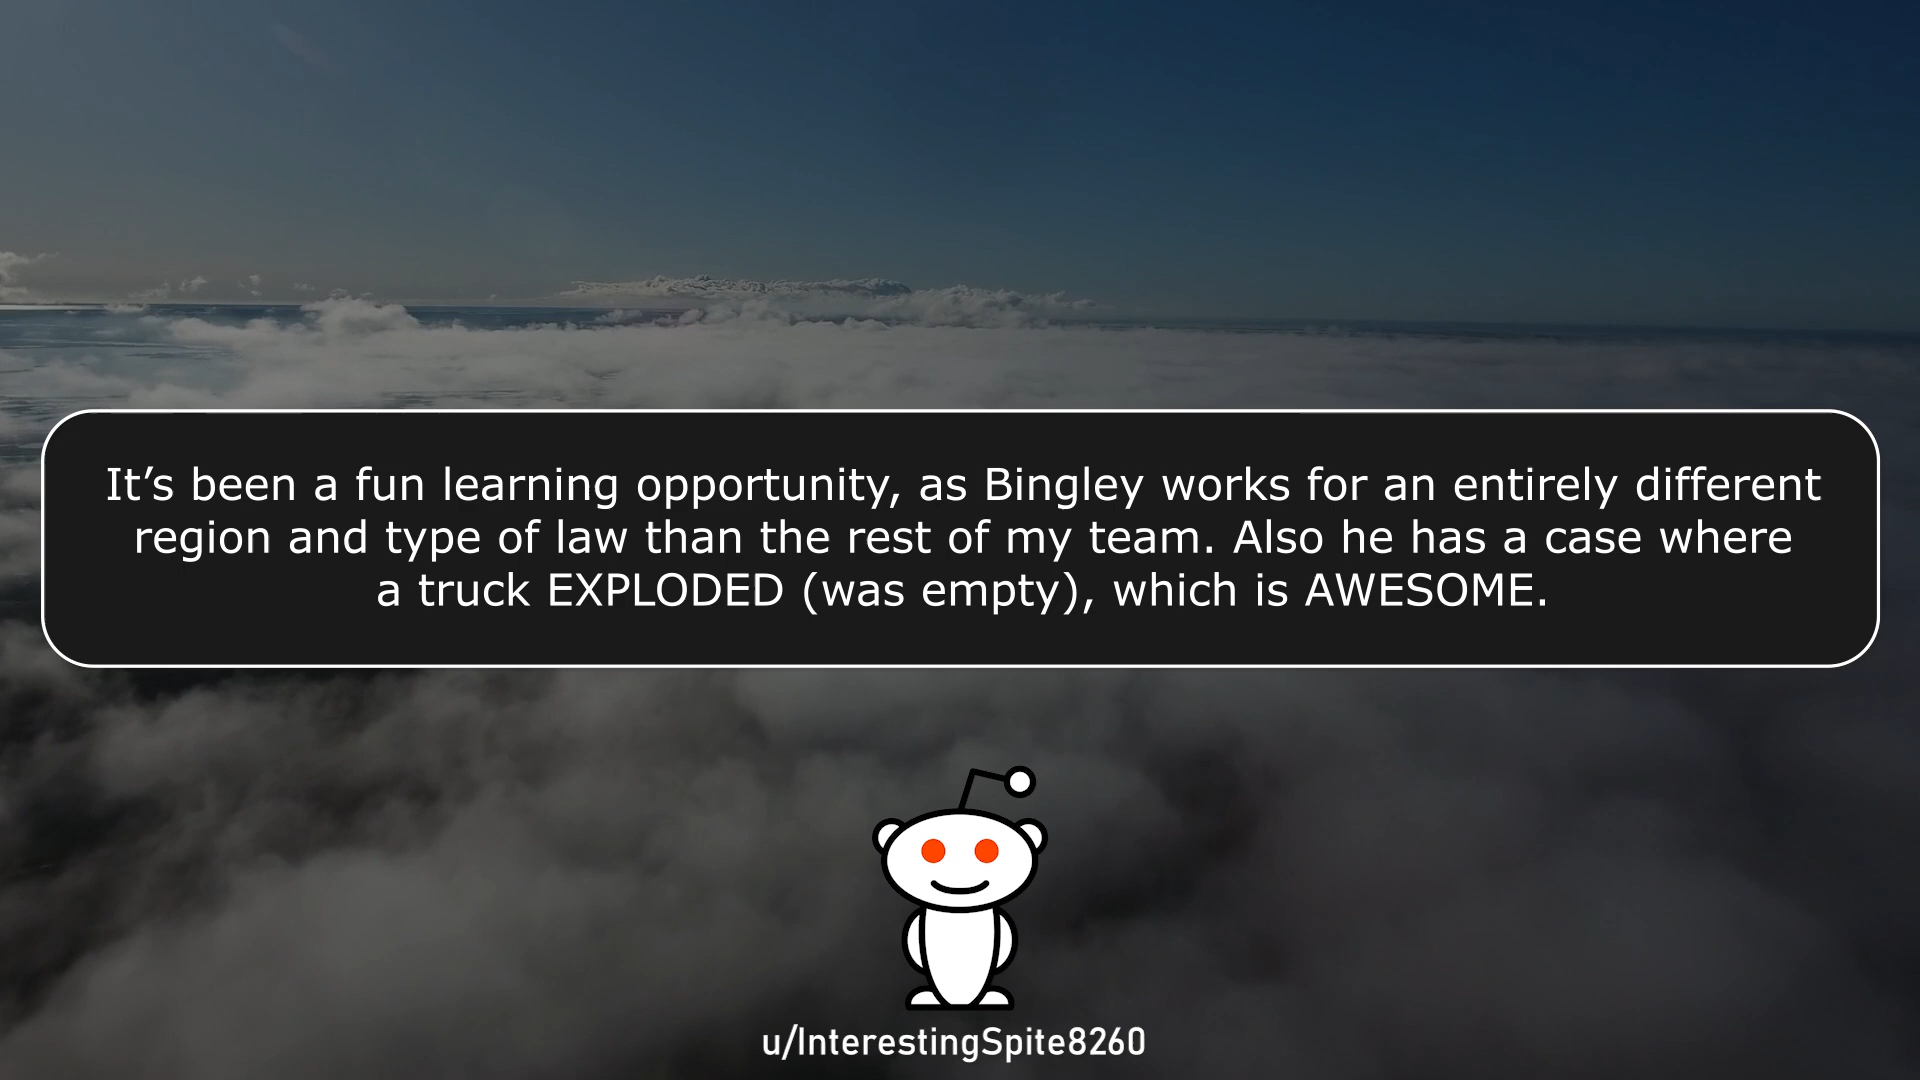 It’s been a fun learning opportunity, as Bingley works for an entirely different
region and type of law than the rest of my team. Also he has a case where
a truck EXPLODED (was empty), which is AWESOME.
u/InterestingSpite8260